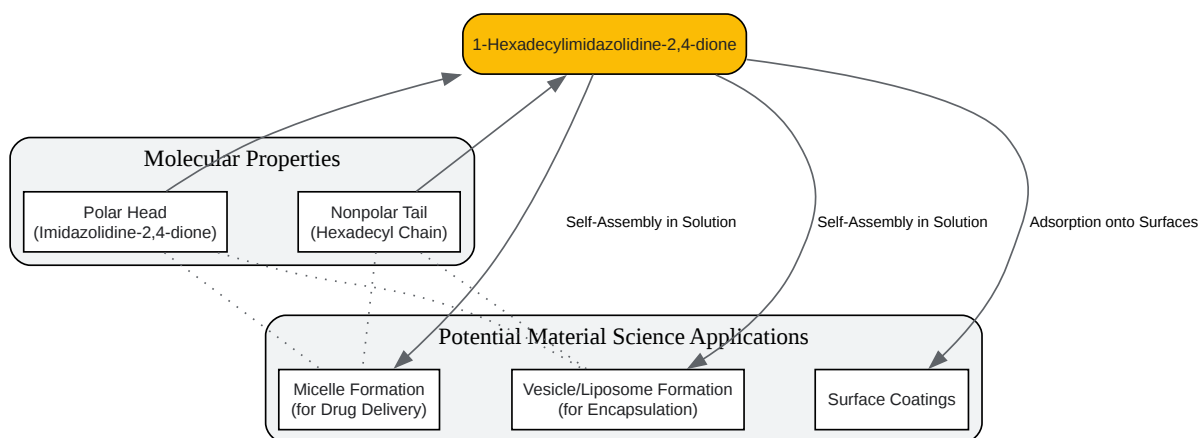 1-Hexadecylimidazolidine-2,4-dione
Molecular Properties
Polar Head
(Imidazolidine-2,4-dione)
Nonpolar Tail
(Hexadecyl Chain)
Self-Assembly in Solution
Self-Assembly in Solution
Adsorption onto Surfaces
Potential Material Science Applications
Micelle Formation
(for Drug Delivery)
Vesicle/Liposome Formation
(for Encapsulation)
Surface Coatings